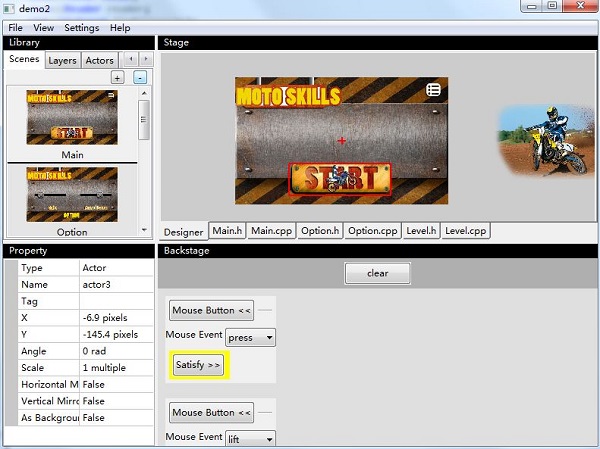 demo2
File View Settings Help
Library
Stage
Scenes Layers Actors
+ -
MOTO SKILLS
START
Main
OPTION
Option
MOTO SKILLS
START
Designer Main.h Main.cpp Option.h Option.cpp Level.h Level.cpp
Property
Type Actor
Name actor3
Tag
X -6.9 pixels
Y -145.4 pixels
Angle 0 rad
Scale 1 multiple
Horizontal M False
Vertical Mirro False
As Backgrou False
Backstage
clear
Mouse Button <<
Mouse Event press
Satisfy >>
Mouse Button <<
Mouse Event lift